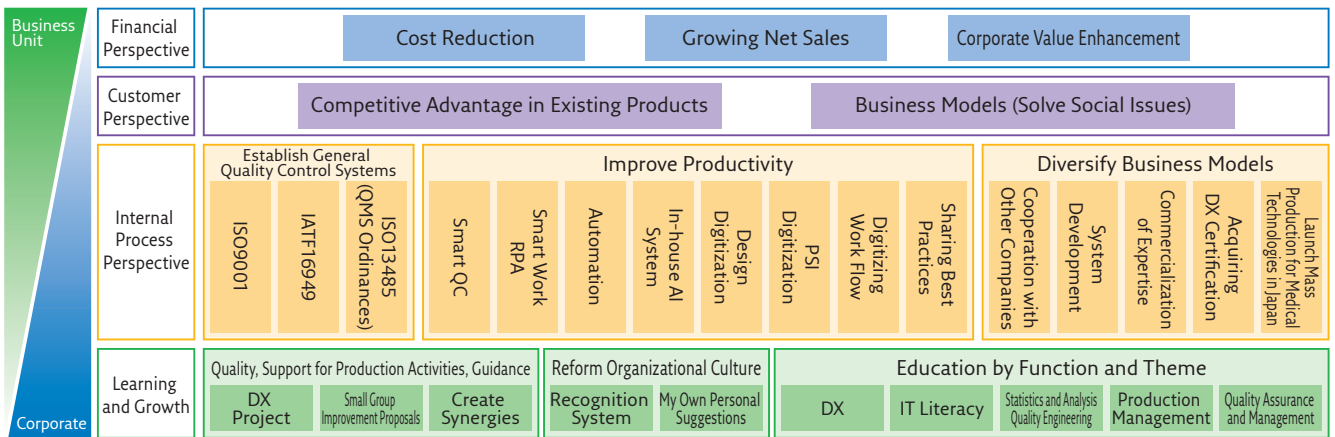 Business
Unit
Financial
Perspective
Cost Reduction
Growing Net Sales
Corporate Value Enhancement
Customer
Perspective
Competitive Advantage in Existing Products
Business Models (Solve Social Issues)
Internal
Process
Perspective
Establish General
Quality Control Systems
ISO9001
IATF16949
ISO13485
(QMS Ordinances)
Improve Productivity
Smart QC
Smart Work
RPA
Automation
In-house AI
System
Design
Digitization
PSI
Digitization
Digitizing
Work Flow
Sharing Best
Practices
Diversify Business Models
Cooperation with
Other Companies
System
Development
Commercialization
of Expertise
Acquiring
DX Certification
Launch Mass
Production for Medical
Technologies in Japan
Learning
and Growth
Quality, Support for Production Activities, Guidance
DX
Project
Small Group
Improvement Proposals
Create
Synergies
Reform Organizational Culture
Recognition
System
My Own Personal
Suggestions
Education by Function and Theme
DX
IT Literacy
Statistics and Analysis
Quality Engineering
Production
Management
Quality Assurance
and Management
Corporate